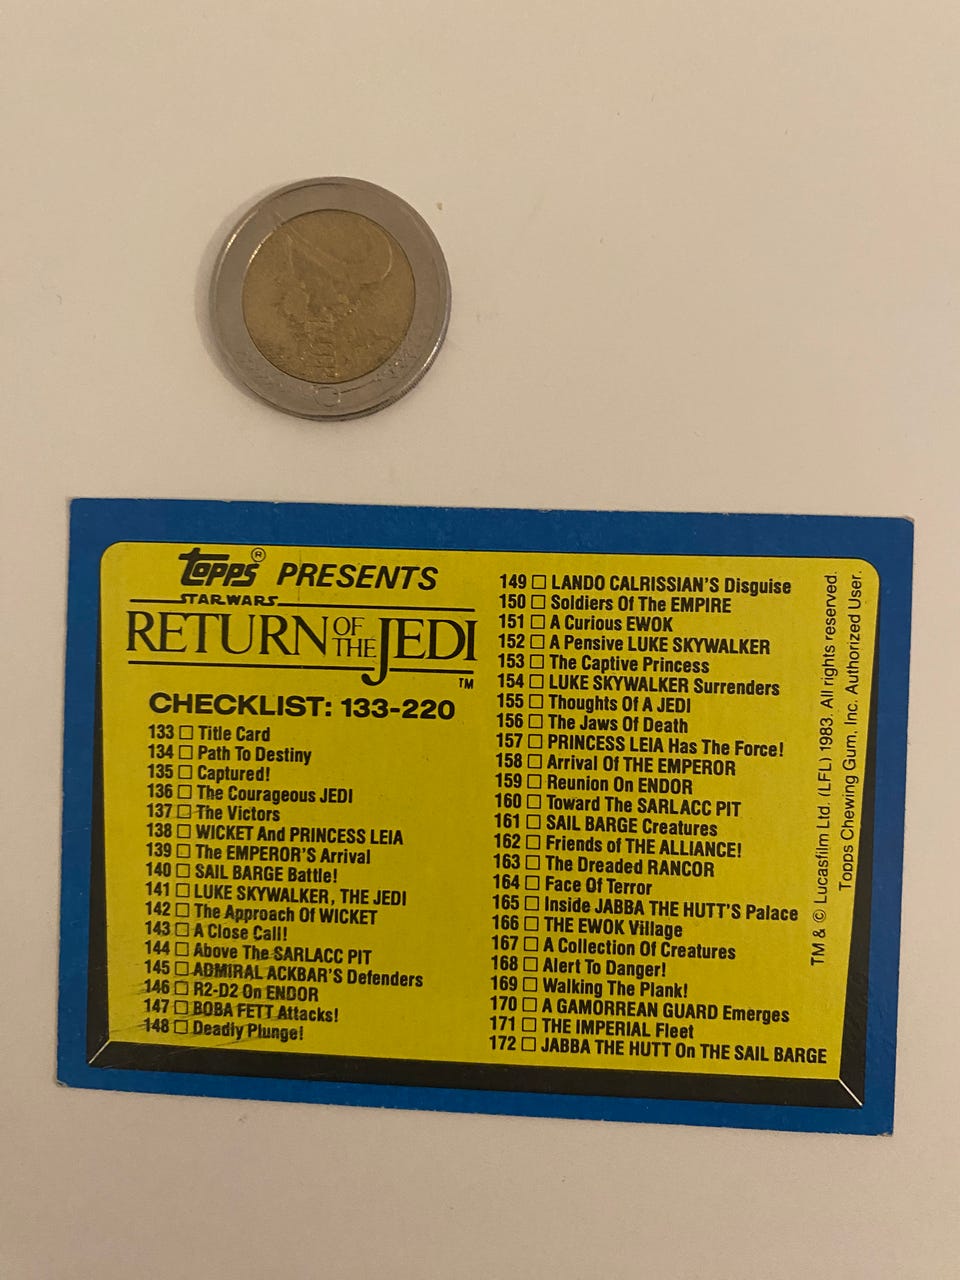 Topps® PRESENTS
STAR WARS
RETURN OF THE JEDI™
CHECKLIST: 133-220
133 ☐ Title Card
134 ☐ Path To Destiny
135 ☐ Captured!
136 ☐ The Courageous JEDI
137 ☐ The Victors
138 ☐ WICKET And PRINCESS LEIA
139 ☐ The EMPEROR'S Arrival
140 ☐ SAIL BARGE Battle!
141 ☐ LUKE SKYWALKER, THE JEDI
142 ☐ The Approach Of WICKET
143 ☐ A Close Call!
144 ☐ Above The SARLACC PIT
145 ☐ ADMIRAL ACKBAR'S Defenders
146 ☐ R2-D2 On ENDOR
147 ☐ BOBA FETT Attacks!
148 ☐ Deadly Plunge!
149 ☐ LANDO CALRISSIAN'S Disguise
150 ☐ Soldiers Of The EMPIRE
151 ☐ A Curious EWOK
152 ☐ A Pensive LUKE SKYWALKER
153 ☐ The Captive Princess
154 ☐ LUKE SKYWALKER Surrenders
155 ☐ Thoughts Of A JEDI
156 ☐ The Jaws Of Death
157 ☐ PRINCESS LEIA Has The Force!
158 ☐ Arrival Of THE EMPEROR
159 ☐ Reunion On ENDOR
160 ☐ Toward The SARLACC PIT
161 ☐ SAIL BARGE Creatures
162 ☐ Friends of THE ALLIANCE!
163 ☐ The Dreaded RANCOR
164 ☐ Face Of Terror
165 ☐ Inside JABBA THE HUTT'S Palace
166 ☐ THE EWOK Village
167 ☐ A Collection Of Creatures
168 ☐ Alert To Danger!
169 ☐ Walking The Plank!
170 ☐ A GAMORREAN GUARD Emerges
171 ☐ THE IMPERIAL Fleet
172 ☐ JABBA THE HUTT On THE SAIL BARGE
TM & © Lucasfilm Ltd. (LFL) 1983. All rights reserved.
Topps Chewing Gum, Inc. Authorized User.